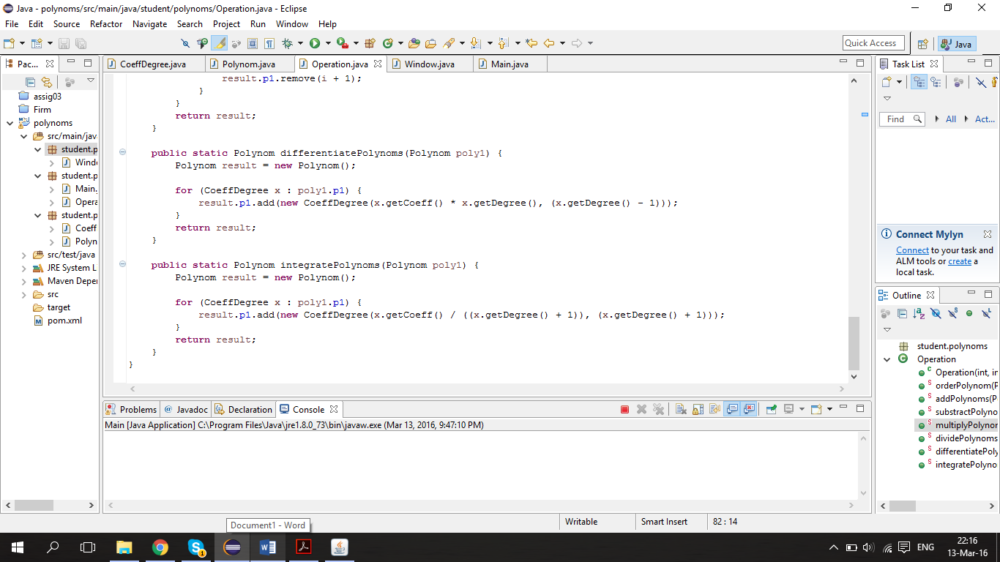 Java - polynoms/src/main/java/student/polynoms/Operation.java - Eclipse
File Edit Source Refactor Navigate Search Project Run Window Help
Quick Access
Java
Pac...
assig03
Firm
polynoms
src/main/jav
student.p
Windo
student.p
Main.
Opera
student.p
Coeff
Polyn
src/test/java
JRE System L
Maven Depe
src
target
pom.xml
CoeffDegree.java Polynom.java Operation.java Window.java Main.java
result.p1.remove(i + 1);
}
}
return result;
}
public static Polynom differentiatePolynoms(Polynom poly1) {
Polynom result = new Polynom();
for (CoeffDegree x : poly1.p1) {
result.p1.add(new CoeffDegree(x.getCoeff() * x.getDegree(), (x.getDegree() - 1)));
}
return result;
}
public static Polynom integratePolynoms(Polynom poly1) {
Polynom result = new Polynom();
for (CoeffDegree x : poly1.p1) {
result.p1.add(new CoeffDegree(x.getCoeff() / ((x.getDegree() + 1)), (x.getDegree() + 1)));
}
return result;
}
}
Problems @ Javadoc Declaration Console
Main [Java Application] C:\Program Files\Java\jre1.8.0_73\bin\javaw.exe (Mar 13, 2016, 9:47:10 PM)
Task List
Find All Act...
Connect Mylyn
Connect to your task and
ALM tools or create a
local task.
Outline
student.polynoms
Operation
Operation(int, in
orderPolynom(P
addPolynoms(P
substractPolyno
multiplyPolynor
dividePolynoms
differentiatePoly
integratePolyno
Writable Smart Insert 82 : 14
Document1 - Word
1
ENG
22:16
13-Mar-16